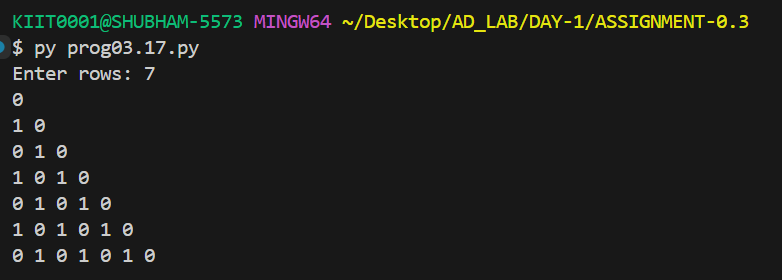 KIIT0001@SHUBHAM-5573 MINGW64 ~/Desktop/AD_LAB/DAY-1/ASSIGNMENT-0.3
$ py prog03.17.py
Enter rows: 7
0
1 0
0 1 0
1 0 1 0
0 1 0 1 0
1 0 1 0 1 0
0 1 0 1 0 1 0